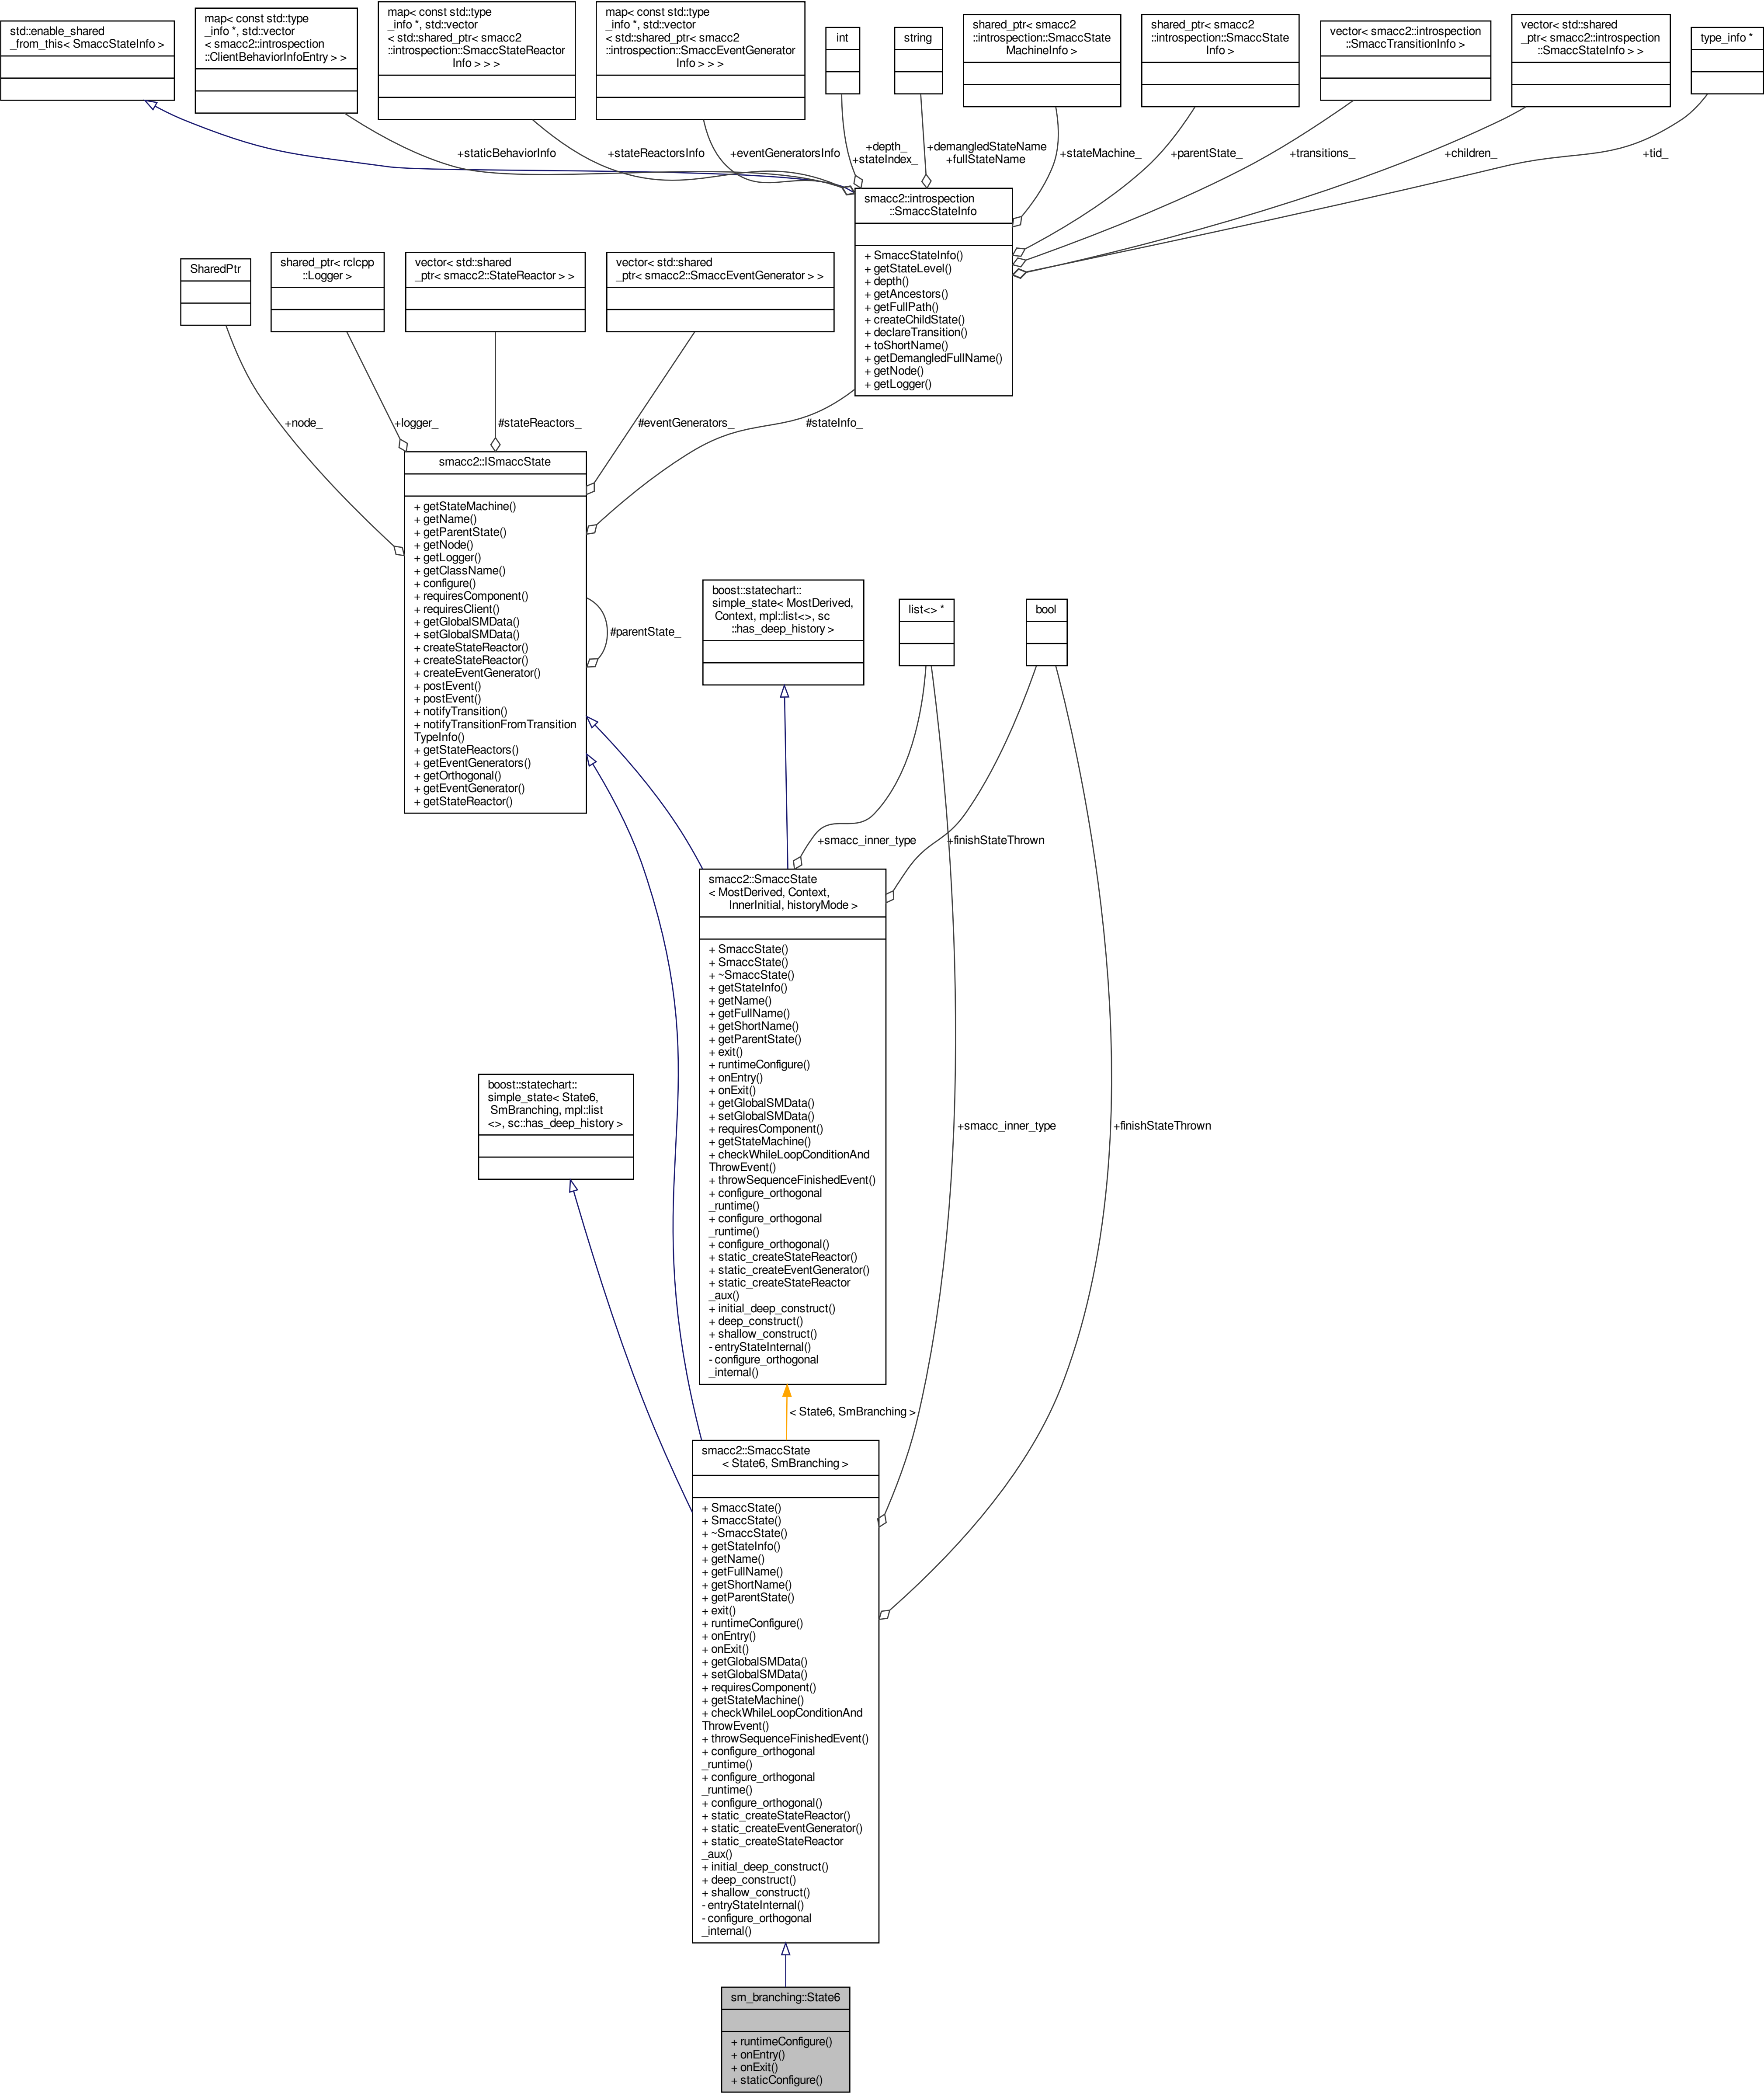 std::enable_shared
_from_this< SmaccStateInfo >
map< const std::type
_info *, std::vector
< smacc2::introspection
::ClientBehaviorInfoEntry > >
map< const std::type
_info *, std::vector
< std::shared_ptr< smacc2
::introspection::SmaccStateReactor
Info > > >
map< const std::type
_info *, std::vector
< std::shared_ptr< smacc2
::introspection::SmaccEventGenerator
Info > > >
int
string
shared_ptr< smacc2
::introspection::SmaccState
MachineInfo >
shared_ptr< smacc2
::introspection::SmaccState
Info >
vector< smacc2::introspection
::SmaccTransitionInfo >
vector< std::shared
_ptr< smacc2::introspection
::SmaccStateInfo > >
type_info *
+staticBehaviorInfo
+stateReactorsInfo
+eventGeneratorsInfo
+depth_
+stateIndex_
+demangledStateName
+fullStateName
+stateMachine_
+parentState_
+transitions_
+children_
+tid_
smacc2::introspection
::SmaccStateInfo
+ SmaccStateInfo()
+ getStateLevel()
+ depth()
+ getAncestors()
+ getFullPath()
+ createChildState()
+ declareTransition()
+ toShortName()
+ getDemangledFullName()
+ getNode()
+ getLogger()
SharedPtr
shared_ptr< rclcpp
::Logger >
vector< std::shared
_ptr< smacc2::StateReactor > >
vector< std::shared
_ptr< smacc2::SmaccEventGenerator > >
+node_
+logger_
#stateReactors_
#eventGenerators_
#stateInfo_
smacc2::ISmaccState
+ getStateMachine()
+ getName()
+ getParentState()
+ getNode()
+ getLogger()
+ getClassName()
+ configure()
+ requiresComponent()
+ requiresClient()
+ getGlobalSMData()
+ setGlobalSMData()
+ createStateReactor()
+ createStateReactor()
+ createEventGenerator()
+ postEvent()
+ postEvent()
+ notifyTransition()
+ notifyTransitionFromTransition
TypeInfo()
+ getStateReactors()
+ getEventGenerators()
+ getOrthogonal()
+ getEventGenerator()
+ getStateReactor()
#parentState_
boost::statechart::
simple_state< MostDerived,
Context, mpl::list<>, sc
::has_deep_history >
list<> *
bool
+smacc_inner_type
+finishStateThrown
smacc2::SmaccState
< MostDerived, Context,
InnerInitial, historyMode >
+ SmaccState()
+ SmaccState()
+ ~SmaccState()
+ getStateInfo()
+ getName()
+ getFullName()
+ getShortName()
+ getParentState()
+ exit()
+ runtimeConfigure()
+ onEntry()
+ onExit()
+ getGlobalSMData()
+ setGlobalSMData()
+ requiresComponent()
+ getStateMachine()
+ checkWhileLoopConditionAnd
ThrowEvent()
+ throwSequenceFinishedEvent()
+ configure_orthogonal
_runtime()
+ configure_orthogonal
_runtime()
+ configure_orthogonal()
+ static_createStateReactor()
+ static_createEventGenerator()
+ static_createStateReactor
_aux()
+ initial_deep_construct()
+ deep_construct()
+ shallow_construct()
- entryStateInternal()
- configure_orthogonal
_internal()
boost::statechart::
simple_state< State6,
SmBranching, mpl::list
<>, sc::has_deep_history >
+smacc_inner_type
+finishStateThrown
< State6, SmBranching >
smacc2::SmaccState
< State6, SmBranching >
+ SmaccState()
+ SmaccState()
+ ~SmaccState()
+ getStateInfo()
+ getName()
+ getFullName()
+ getShortName()
+ getParentState()
+ exit()
+ runtimeConfigure()
+ onEntry()
+ onExit()
+ getGlobalSMData()
+ setGlobalSMData()
+ requiresComponent()
+ getStateMachine()
+ checkWhileLoopConditionAnd
ThrowEvent()
+ throwSequenceFinishedEvent()
+ configure_orthogonal
_runtime()
+ configure_orthogonal
_runtime()
+ configure_orthogonal()
+ static_createStateReactor()
+ static_createEventGenerator()
+ static_createStateReactor
_aux()
+ initial_deep_construct()
+ deep_construct()
+ shallow_construct()
- entryStateInternal()
- configure_orthogonal
_internal()
sm_branching::State6
+ runtimeConfigure()
+ onEntry()
+ onExit()
+ staticConfigure()